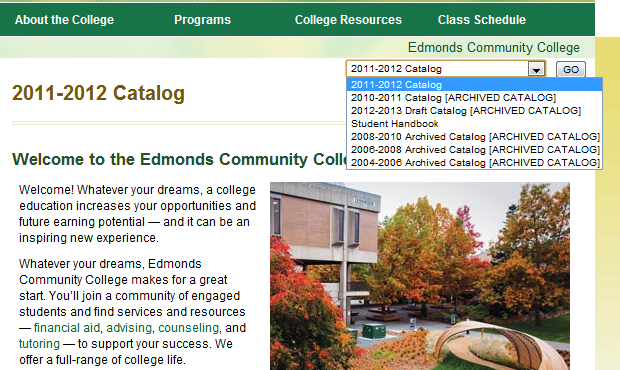 About the College Programs College Resources Class Schedule
Edmonds Community College
2011-2012 Catalog GO
2011-2012 Catalog
2010-2011 Catalog [ARCHIVED CATALOG]
2012-2013 Draft Catalog [ARCHIVED CATALOG]
Student Handbook
2008-2010 Archived Catalog [ARCHIVED CATALOG]
2006-2008 Archived Catalog [ARCHIVED CATALOG]
2004-2006 Archived Catalog [ARCHIVED CATALOG]
2011-2012 Catalog
Welcome to the Edmonds Community
Welcome! Whatever your dreams, a college
education increases your opportunities and
future earning potential — and it can be an
inspiring new experience.
Whatever your dreams, Edmonds
Community College makes for a great
start. You'll join a community of engaged
students and find services and resources
— financial aid, advising, counseling, and
tutoring — to support your success. We
offer a full-range of college life.